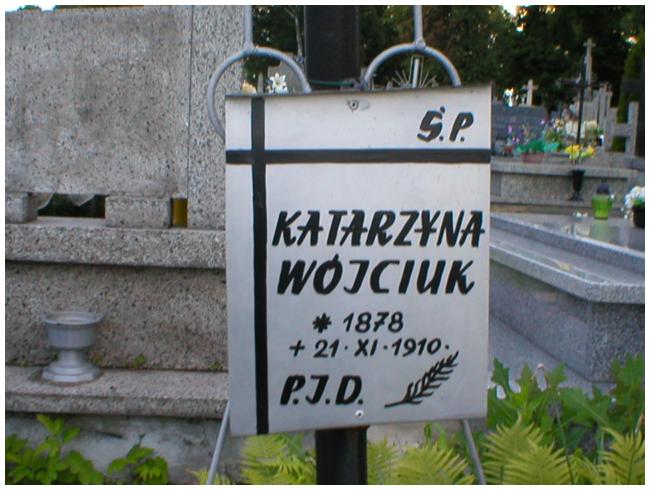 Ś.P.
KATARZYNA
WÓJCIUK
* 1878
+ 21·XI·1910·
P.J.D.